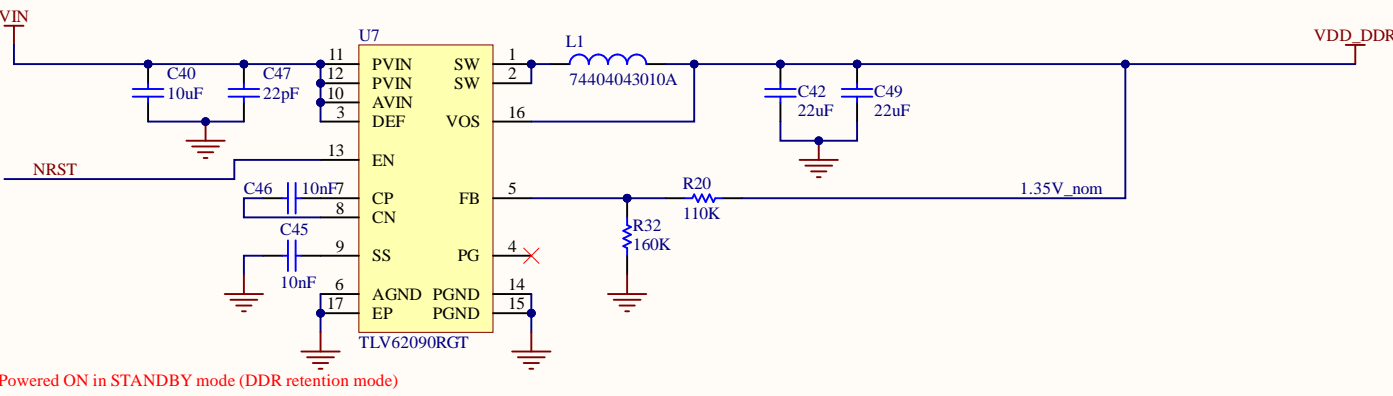 VIN
U7
L1
VDD_DDR
11 PVIN SW 1
C40
10uF
C47
22pF
12 PVIN SW 2
74404043010A
10 AVIN
C42
22uF
C49
22uF
3 DEF VOS 16
13 EN
NRST
C46 10nF 7 CP FB 5
R20
110K
1.35V_nom
8 CN
C45
10nF
R32
160K
9 SS PG 4
6 AGND PGND 14
17 EP PGND 15
TLV62090RGT
Powered ON in STANDBY mode (DDR retention mode)